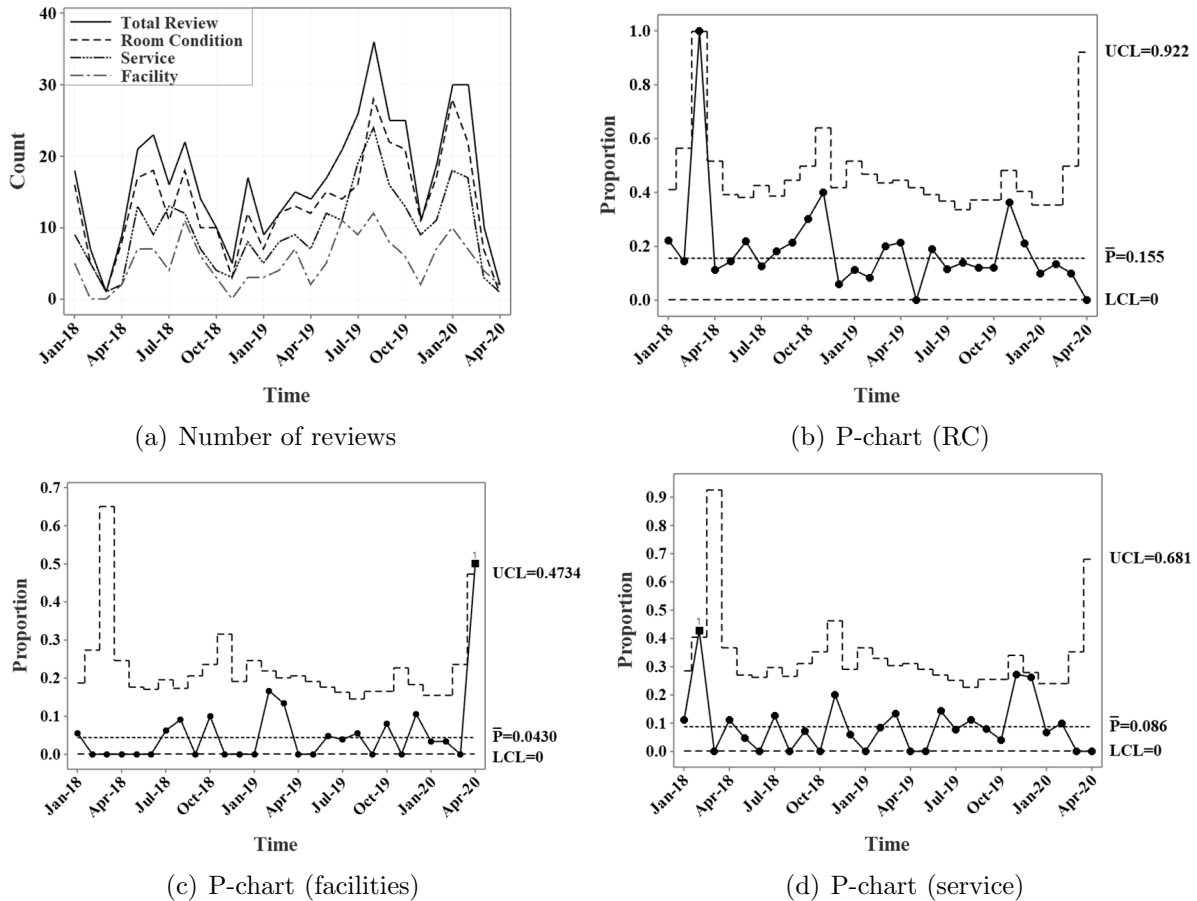 40
30
20
10
0
Count
Total Review
Room Condition
Service
Facility
Jan-18
Apr-18
Jul-18
Oct-18
Jan-19
Apr-19
Jul-19
Oct-19
Jan-20
Apr-20
Time
(a) Number of reviews
1.0
0.8
0.6
0.4
0.2
0.0
Proportion
UCL=0.922
P̅=0.155
LCL=0
Jan-18
Apr-18
Jul-18
Oct-18
Jan-19
Apr-19
Jul-19
Oct-19
Jan-20
Apr-20
Time
(b) P-chart (RC)
0.7
0.6
0.5
0.4
0.3
0.2
0.1
0.0
Proportion
1
UCL=0.4734
P̅=0.0430
LCL=0
Jan-18
Apr-18
Jul-18
Oct-18
Jan-19
Apr-19
Jul-19
Oct-19
Jan-20
Apr-20
Time
(c) P-chart (facilities)
0.9
0.8
0.7
0.6
0.5
0.4
0.3
0.2
0.1
0.0
Proportion
1
UCL=0.681
P̅=0.086
LCL=0
Jan-18
Apr-18
Jul-18
Oct-18
Jan-19
Apr-19
Jul-19
Oct-19
Jan-20
Apr-20
Time
(d) P-chart (service)